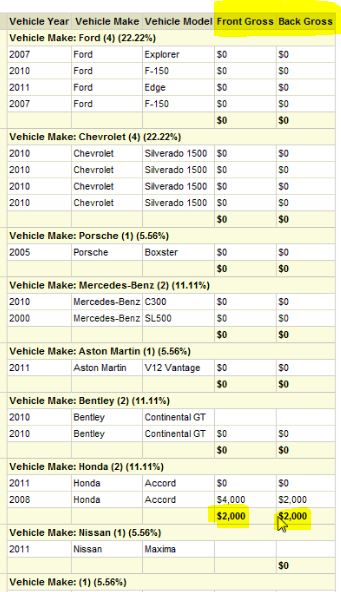 Vehicle Year Vehicle Make Vehicle Model Front Gross Back Gross
Vehicle Make: Ford (4) (22.22%)
2007 Ford Explorer $0 $0
2010 Ford F-150 $0 $0
2011 Ford Edge $0 $0
2007 Ford F-150 $0 $0
$0 $0
Vehicle Make: Chevrolet (4) (22.22%)
2010 Chevrolet Silverado 1500 $0 $0
2010 Chevrolet Silverado 1500 $0 $0
2010 Chevrolet Silverado 1500 $0 $0
2010 Chevrolet Silverado 1500 $0 $0
$0 $0
Vehicle Make: Porsche (1) (5.56%)
2005 Porsche Boxster $0 $0
$0 $0
Vehicle Make: Mercedes-Benz (2) (11.11%)
2010 Mercedes-Benz C300 $0 $0
2000 Mercedes-Benz SL500 $0 $0
$0 $0
Vehicle Make: Aston Martin (1) (5.56%)
2011 Aston Martin V12 Vantage $0 $0
$0 $0
Vehicle Make: Bentley (2) (11.11%)
2010 Bentley Continental GT
2010 Bentley Continental GT $0 $0
$0 $0
Vehicle Make: Honda (2) (11.11%)
2011 Honda Accord $0 $0
2008 Honda Accord $4,000 $2,000
$2,000 $2,000
Vehicle Make: Nissan (1) (5.56%)
2011 Nissan Maxima
$0
Vehicle Make: (1) (5.56%)